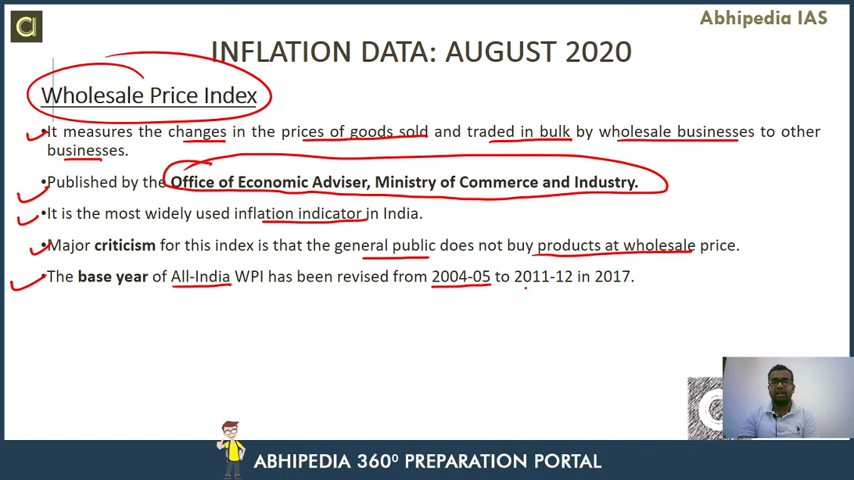 Abhipedia IAS
INFLATION DATA: AUGUST 2020
Wholesale Price Index
•It measures the changes in the prices of goods sold and traded in bulk by wholesale businesses to other
businesses.
•Published by the Office of Economic Adviser, Ministry of Commerce and Industry.
•It is the most widely used inflation indicator in India.
•Major criticism for this index is that the general public does not buy products at wholesale price.
•The base year of All-India WPI has been revised from 2004-05 to 2011-12 in 2017.
ABHIPEDIA 360⁰ PREPARATION PORTAL